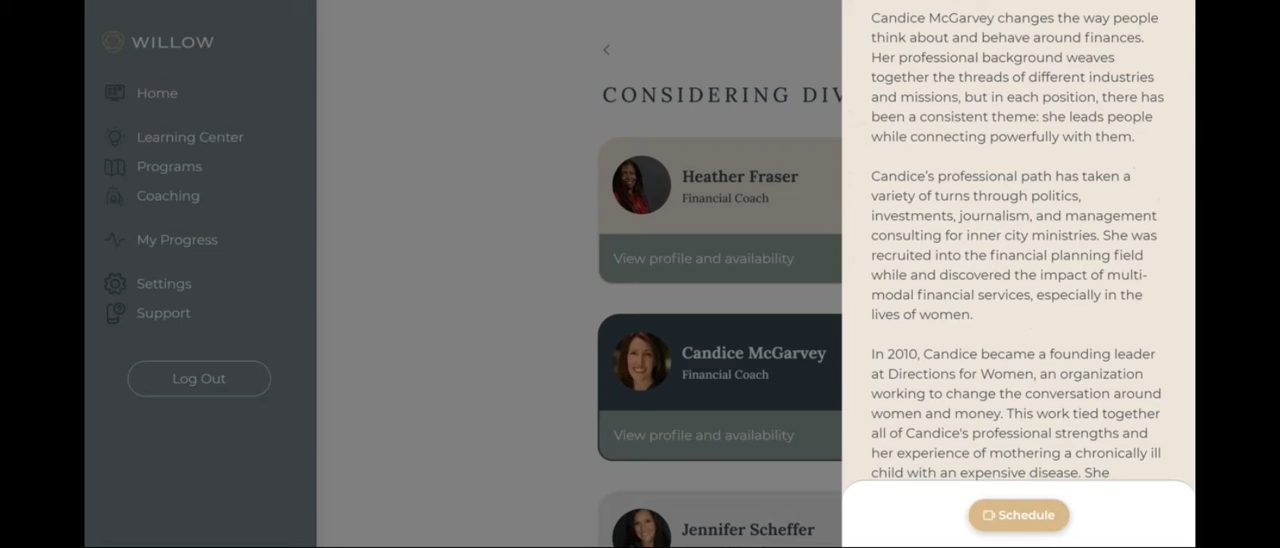 WILLOW
Home
Learning Center
Programs
Coaching
My Progress
Settings
Support
Log Out
CONSIDERING DIV
Heather Fraser
Financial Coach
View profile and availability
Candice McGarvey
Financial Coach
View profile and availability
Jennifer Scheffer
Candice McGarvey changes the way people
think about and behave around finances.
Her professional background weaves
together the threads of different industries
and missions, but in each position, there has
been a consistent theme: she leads people
while connecting powerfully with them.
Candice’s professional path has taken a
variety of turns through politics,
investments, journalism, and management
consulting for inner city ministries. She was
recruited into the financial planning field
while and discovered the impact of multi-
modal financial services, especially in the
lives of women.
In 2010, Candice became a founding leader
at Directions for Women, an organization
working to change the conversation around
women and money. This work tied together
all of Candice's professional strengths and
her experience of mothering a chronically ill
child with an expensive disease. She
Schedule